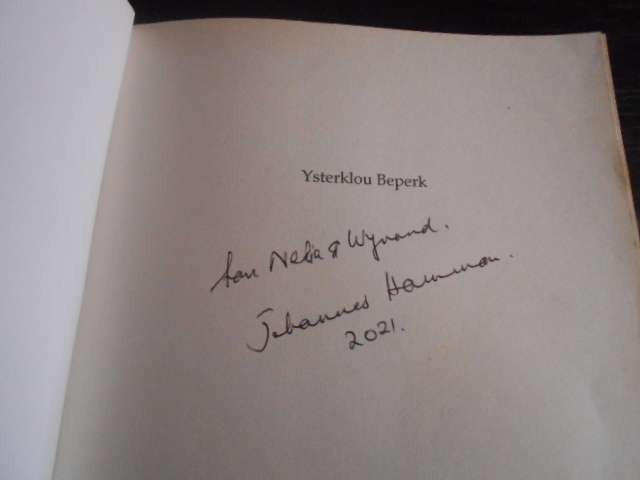 Ysterklou Beperk
Aan Nelia & Wynand.
Johannes Hamman.
2021.